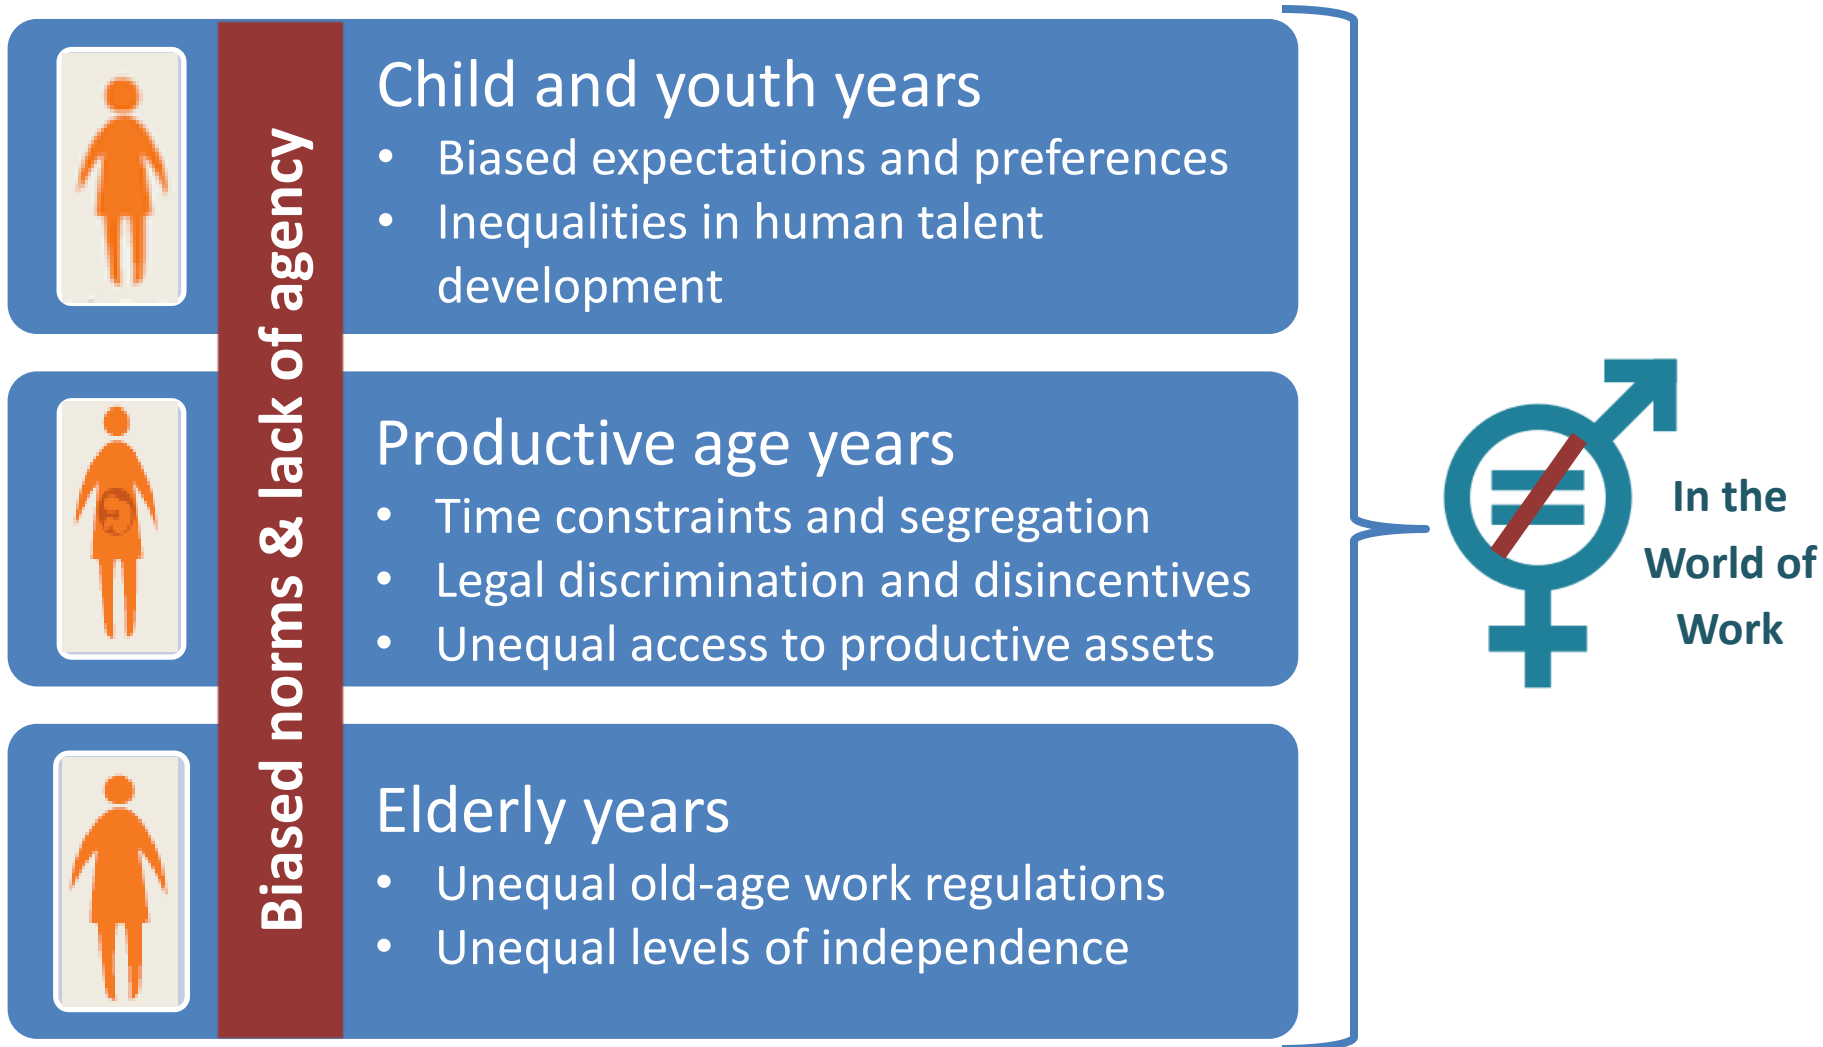 Biased norms & lack of agency
Child and youth years
• Biased expectations and preferences
• Inequalities in human talent
development
Productive age years
• Time constraints and segregation
• Legal discrimination and disincentives
• Unequal access to productive assets
Elderly years
• Unequal old-age work regulations
• Unequal levels of independence
In the
World of
Work